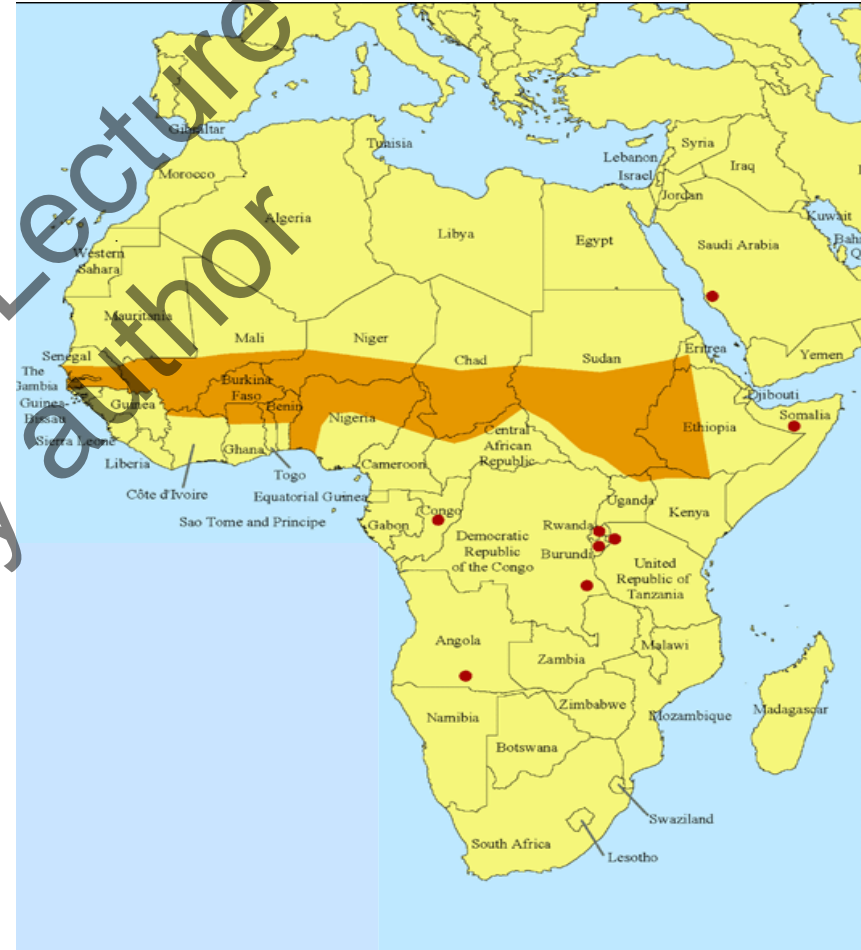 Lecture
author
Gibraltar
Tunisia
Syria
Lebanon
Israel
Iraq
Jordan
Kuwait
Morocco
Algeria
Libya
Egypt
Saudi Arabia
Western
Sahara
Mauritania
Mali
Niger
Chad
Sudan
Eritrea
Yemen
Senegal
The
Gambia
Guinea-
Bissau
Guinea
Burkina
Faso
Benin
Nigeria
Djibouti
Somalia
Ethiopia
Sierra Leone
Liberia
Ghana
Central
African
Republic
Cameroon
Togo
Côte d'Ivoire
Equatorial Guinea
Sao Tome and Principe
Gabon
Congo
Democratic
Republic
of the Congo
Uganda
Kenya
Rwanda
Burundi
United
Republic of
Tanzania
Angola
Zambia
Malawi
Namibia
Zimbabwe
Mozambique
Madagascar
Botswana
Swaziland
South Africa
Lesotho